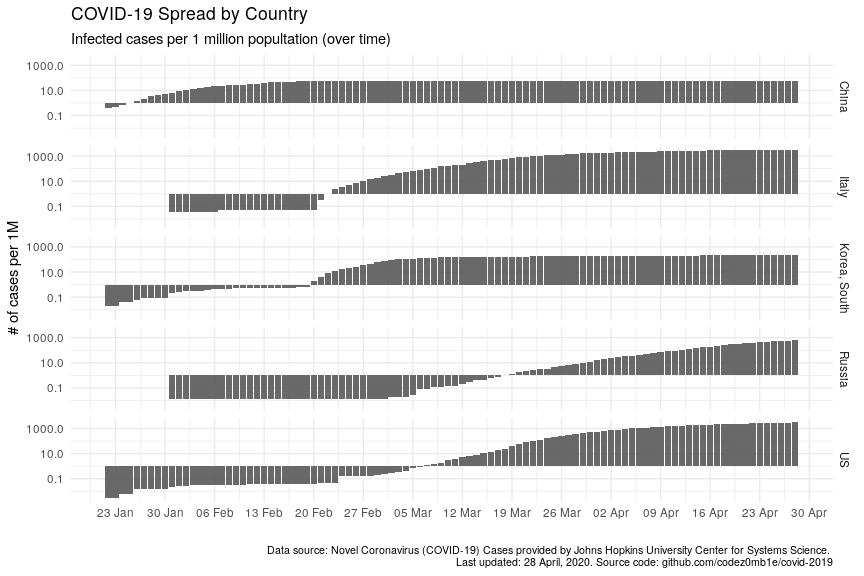 COVID-19 Spread by Country
Infected cases per 1 million popultation (over time)
# of cases per 1M
1000.0
10.0
0.1
China
1000.0
10.0
0.1
Italy
1000.0
10.0
0.1
Korea, South
1000.0
10.0
0.1
Russia
1000.0
10.0
0.1
US
23 Jan 30 Jan 06 Feb 13 Feb 20 Feb 27 Feb 05 Mar 12 Mar 19 Mar 26 Mar 02 Apr 09 Apr 16 Apr 23 Apr 30 Apr
Data source: Novel Coronavirus (COVID-19) Cases provided by Johns Hopkins University Center for Systems Science.
Last updated: 28 April, 2020. Source code: github.com/codez0mb1e/covid-2019